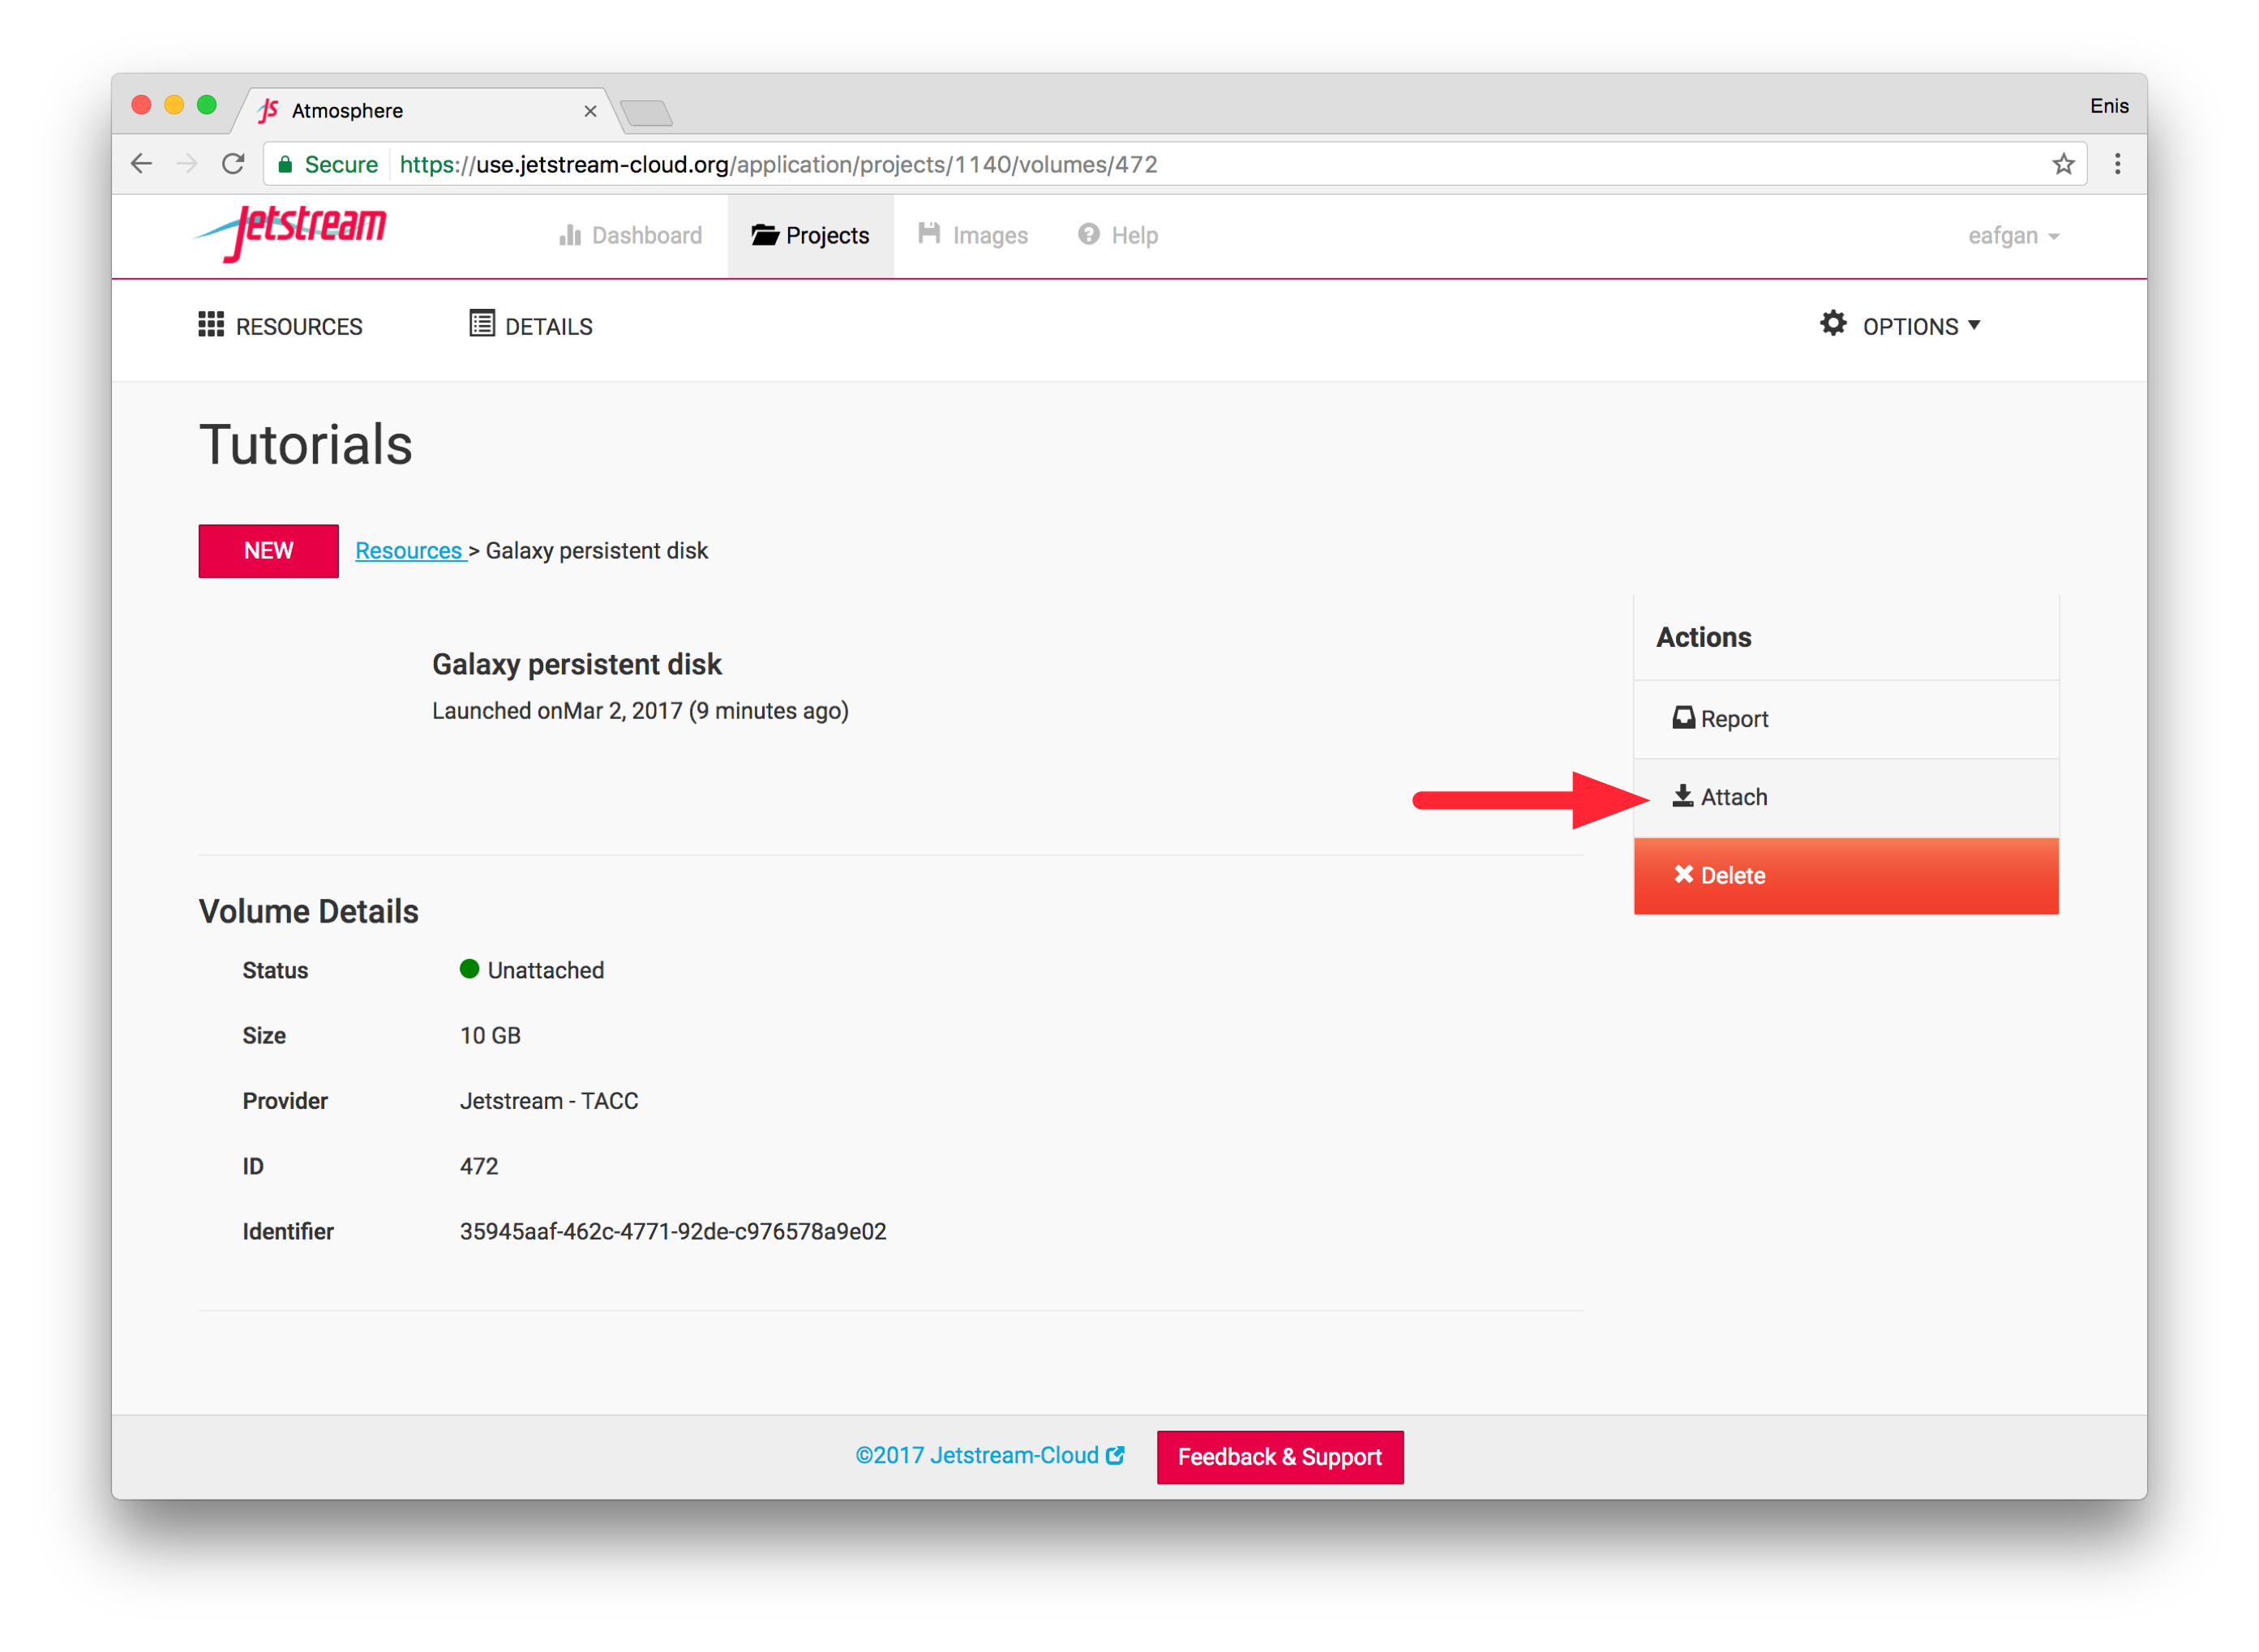 Atmosphere
Enis
Secure https://use.jetstream-cloud.org/application/projects/1140/volumes/472
Jetstream
Dashboard
Projects
Images
Help
eafgan
RESOURCES
DETAILS
OPTIONS
Tutorials
NEW
Resources > Galaxy persistent disk
Galaxy persistent disk
Launched onMar 2, 2017 (9 minutes ago)
Actions
Report
Attach
Delete
Volume Details
Status Unattached
Size 10 GB
Provider Jetstream - TACC
ID 472
Identifier 35945aaf-462c-4771-92de-c976578a9e02
©2017 Jetstream-Cloud
Feedback & Support